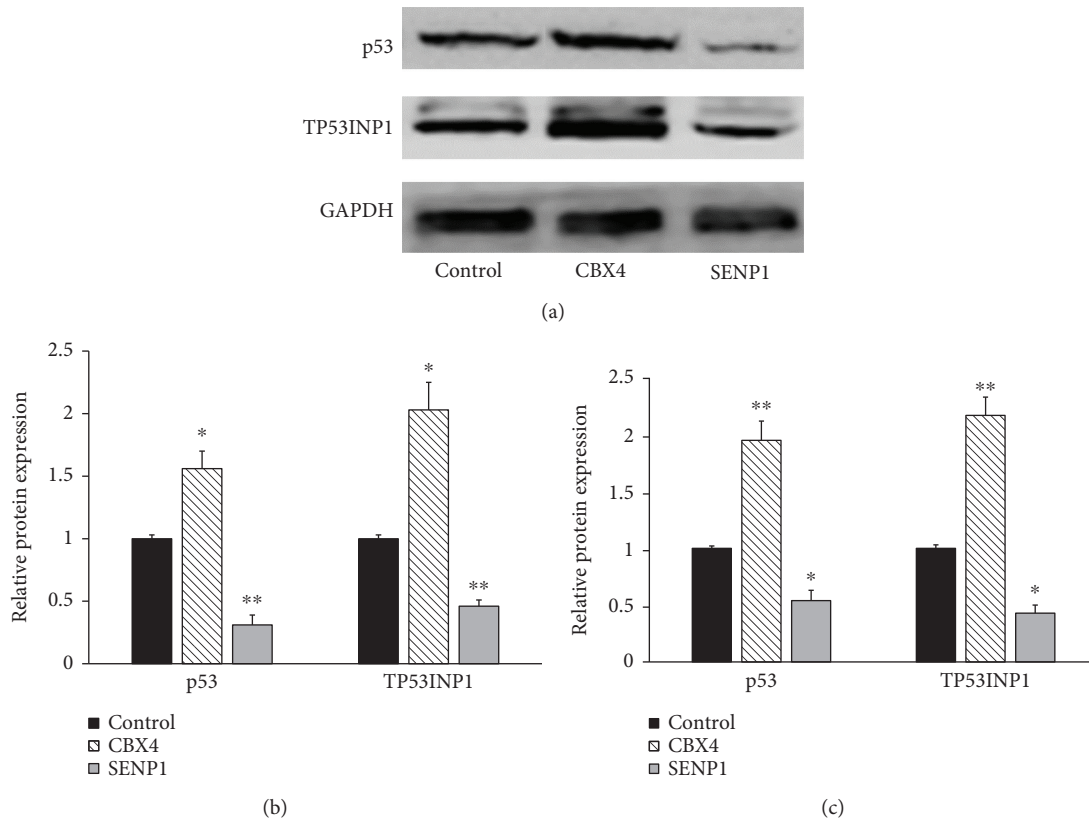 p53
TP53INP1
GAPDH
Control CBX4 SENP1
(a)
Relative protein expression
2.5
2
1.5
1
0.5
0
*
**
*
**
p53 TP53INP1
Control
CBX4
SENP1
(b)
Relative protein expression
2.5
2
1.5
1
0.5
0
**
*
**
*
p53 TP53INP1
Control
CBX4
SENP1
(c)